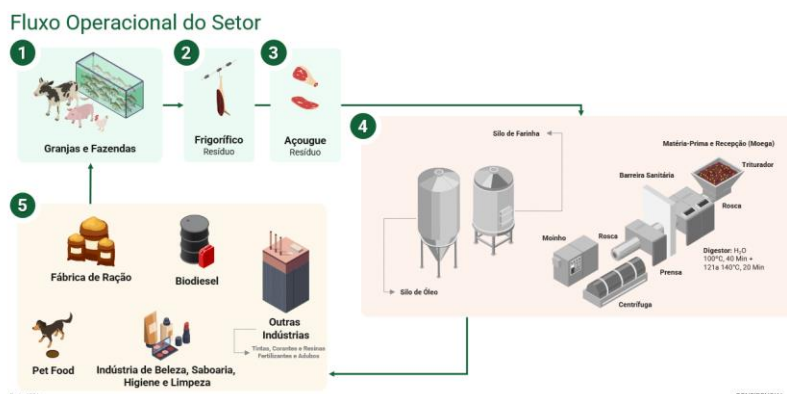 Fluxo Operacional do Setor
1
Granjas e Fazendas
2
Frigorífico
Resíduo
3
Açougue
Resíduo
4
Silo de Farinha
Silo de Óleo
Matéria-Prima e Recepção (Moega)
Triturador
Barreira Sanitária
Rosca
Rosca
Moinho
Digestor: H₂O
100ºC, 40 Min +
121a 140ºC, 20 Min
Prensa
Centrífuga
5
Fábrica de Ração
Biodiesel
Outras
Indústrias
Tintas, Corantes e Resinas
Fertilizantes e Adubos
Pet Food
Indústria de Beleza, Saboaria,
Higiene e Limpeza